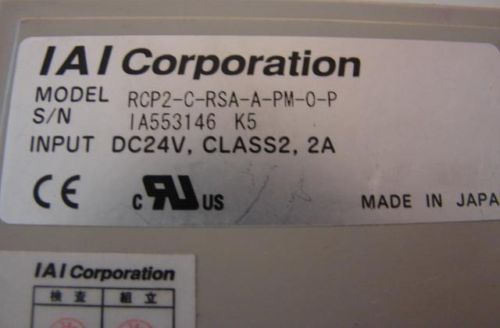 IAI Corporation
MODEL RCP2-C-RSA-A-PM-0-P
S/N IA553146 K5
INPUT DC24V, CLASS2, 2A
CE c RU US MADE IN JAPA
IAI Corporation
検査 組立